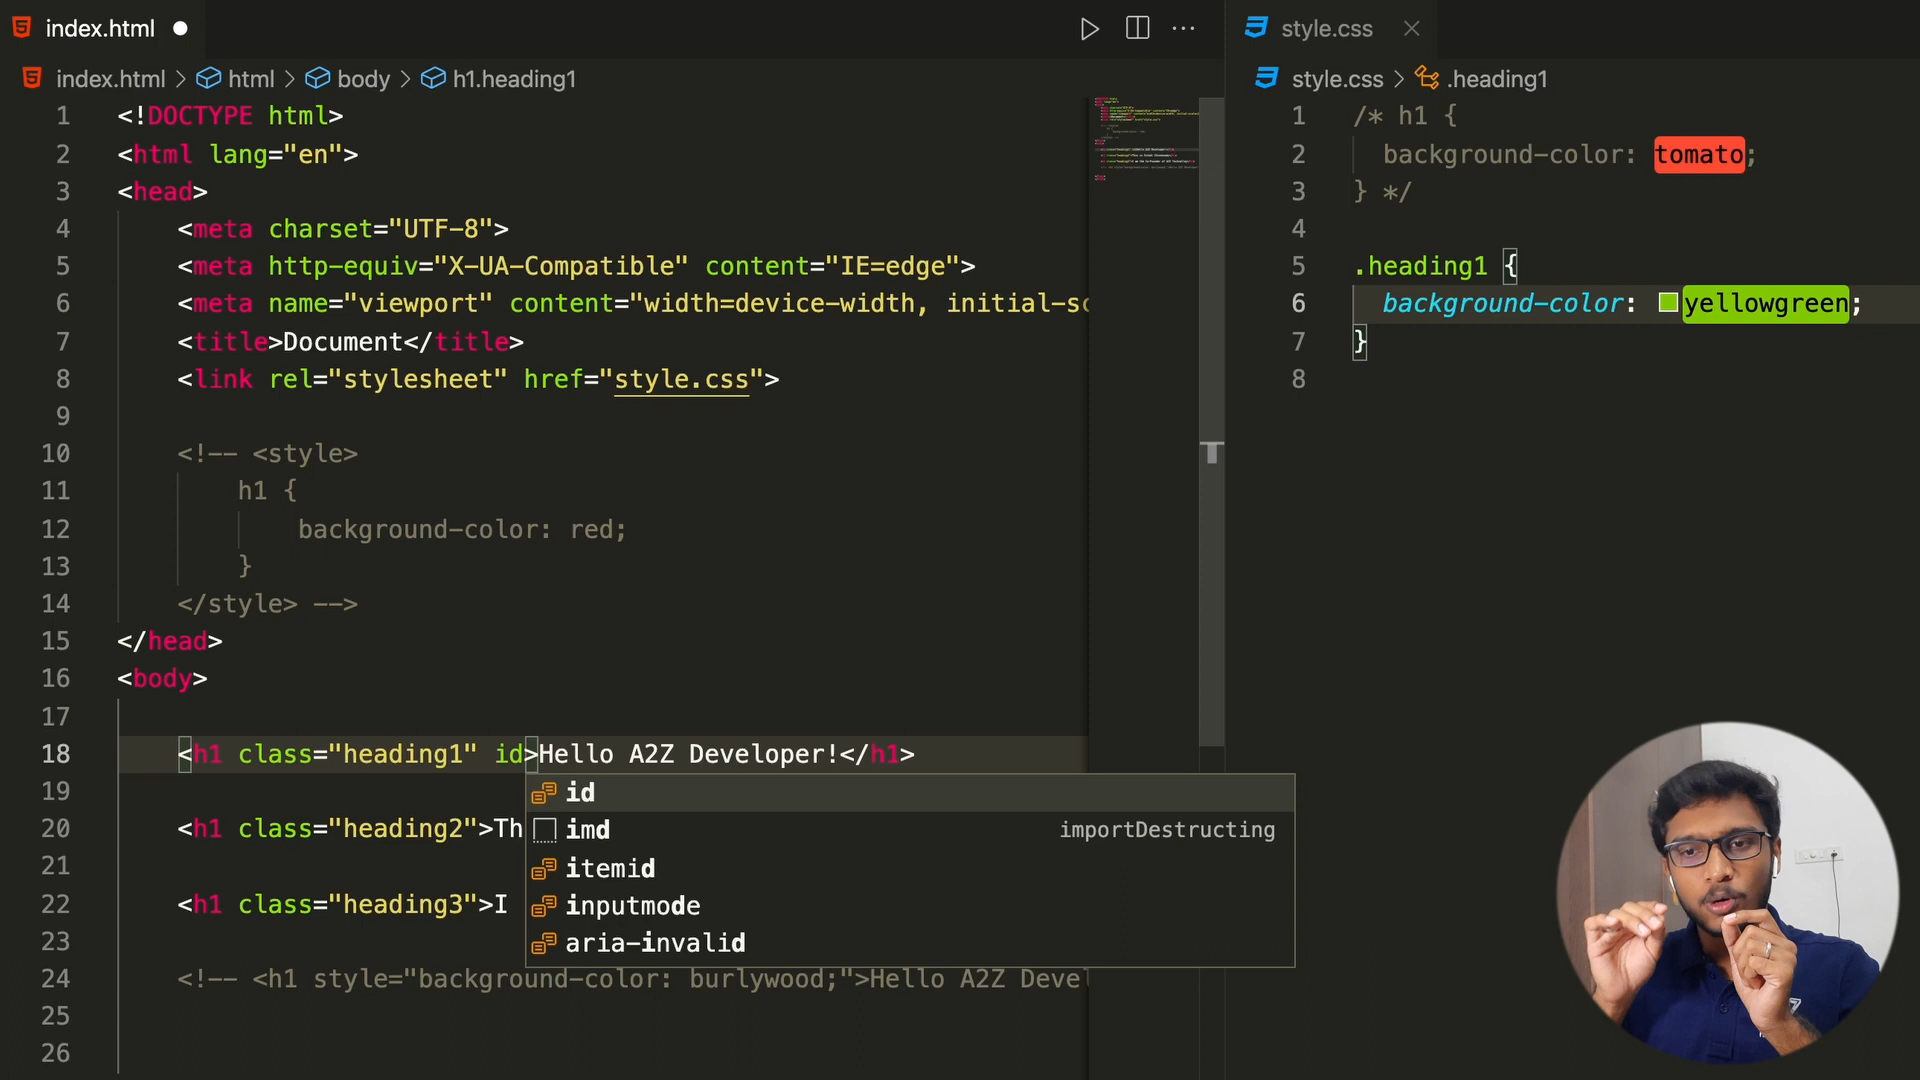 index.html
style.css
index.html > html > body > h1.heading1
style.css > .heading1
1 <!DOCTYPE html>
2 <html lang="en">
3 <head>
4 <meta charset="UTF-8">
5 <meta http-equiv="X-UA-Compatible" content="IE=edge">
6 <meta name="viewport" content="width=device-width, initial-sc
7 <title>Document</title>
8 <link rel="stylesheet" href="style.css">
9
10 <!-- <style>
11 h1 {
12 background-color: red;
13 }
14 </style> -->
15 </head>
16 <body>
17
18 <h1 class="heading1" id>Hello A2Z Developer!</h1>
19
20 <h1 class="heading2">Th
21
22 <h1 class="heading3">I
23
24 <!-- <h1 style="background-color: burlywood;">Hello A2Z Devel
25
26
id
imd importDestructing
itemid
inputmode
aria-invalid
1 /* h1 {
2 background-color: tomato;
3 } */
4
5 .heading1 {
6 background-color: yellowgreen;
7 }
8